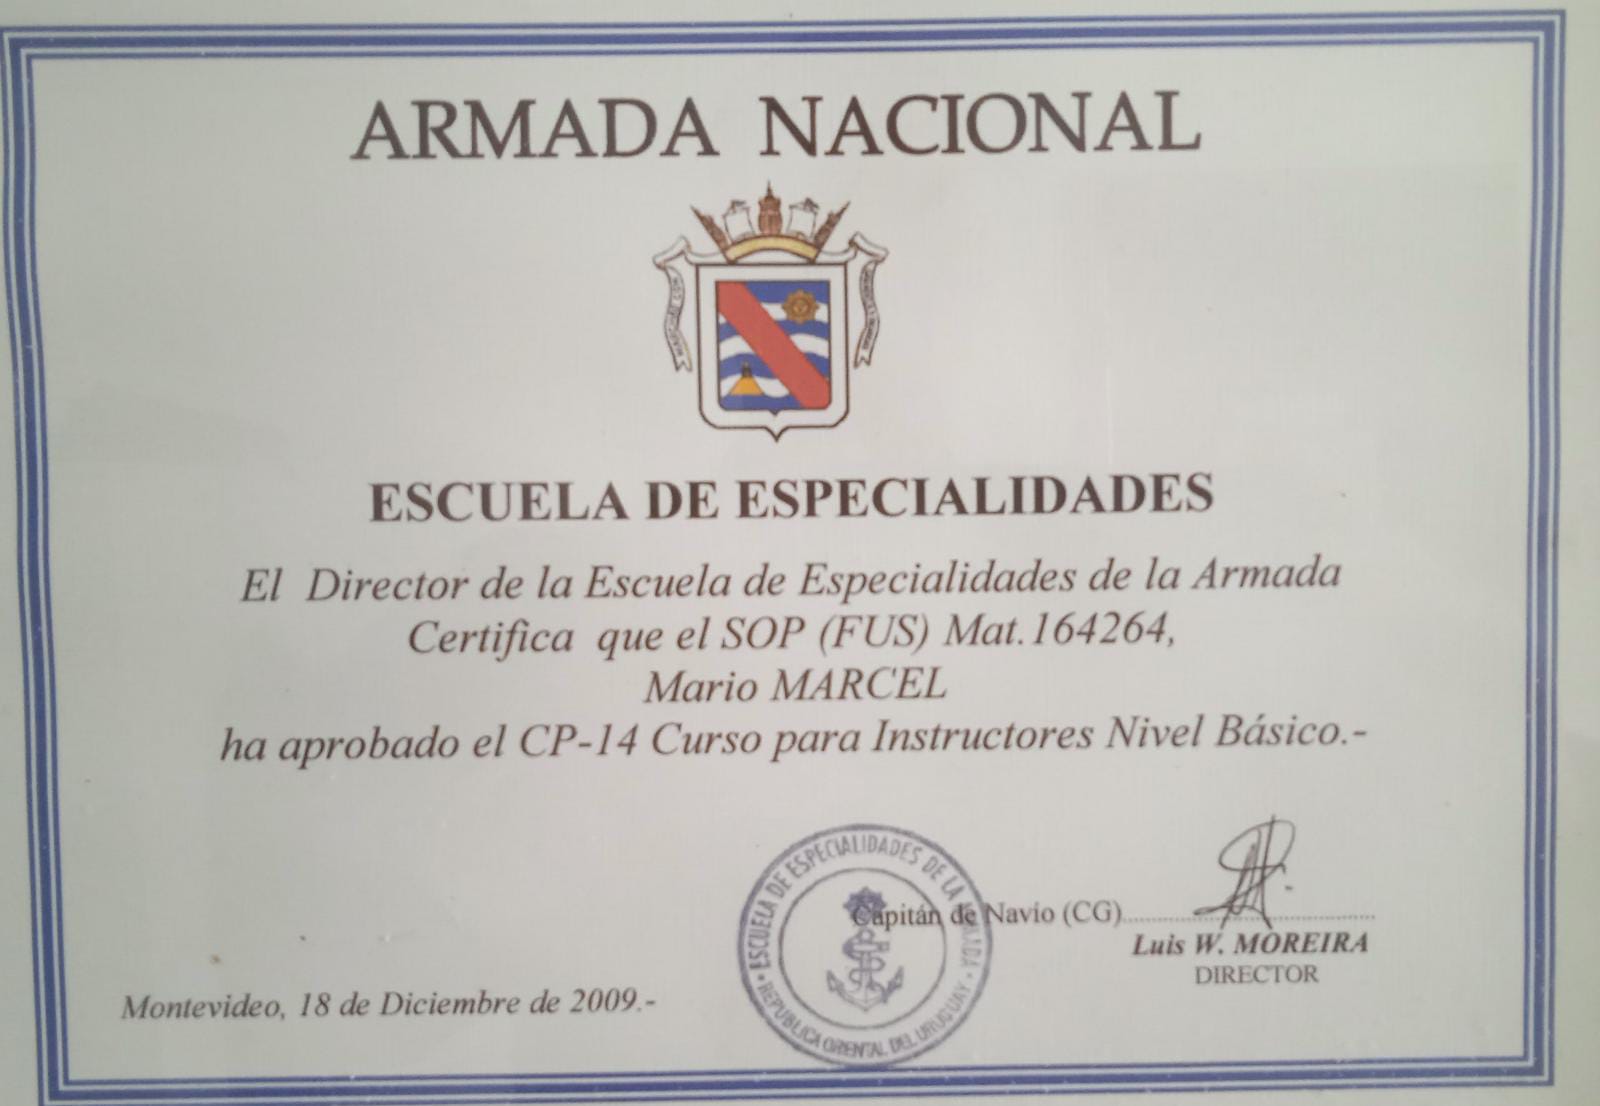 ARMADA NACIONAL
ESCUELA DE ESPECIALIDADES
El Director de la Escuela de Especialidades de la Armada
Certifica que el SOP (FUS) Mat.164264,
Mario MARCEL
ha aprobado el CP-14 Curso para Instructores Nivel Básico.-
ESCUELA DE ESPECIALIDADES DE LA ARMADA
REPUBLICA ORIENTAL DEL URUGUAY
Capitán de Navío (CG)
Luis W. MOREIRA
DIRECTOR
Montevideo, 18 de Diciembre de 2009.-